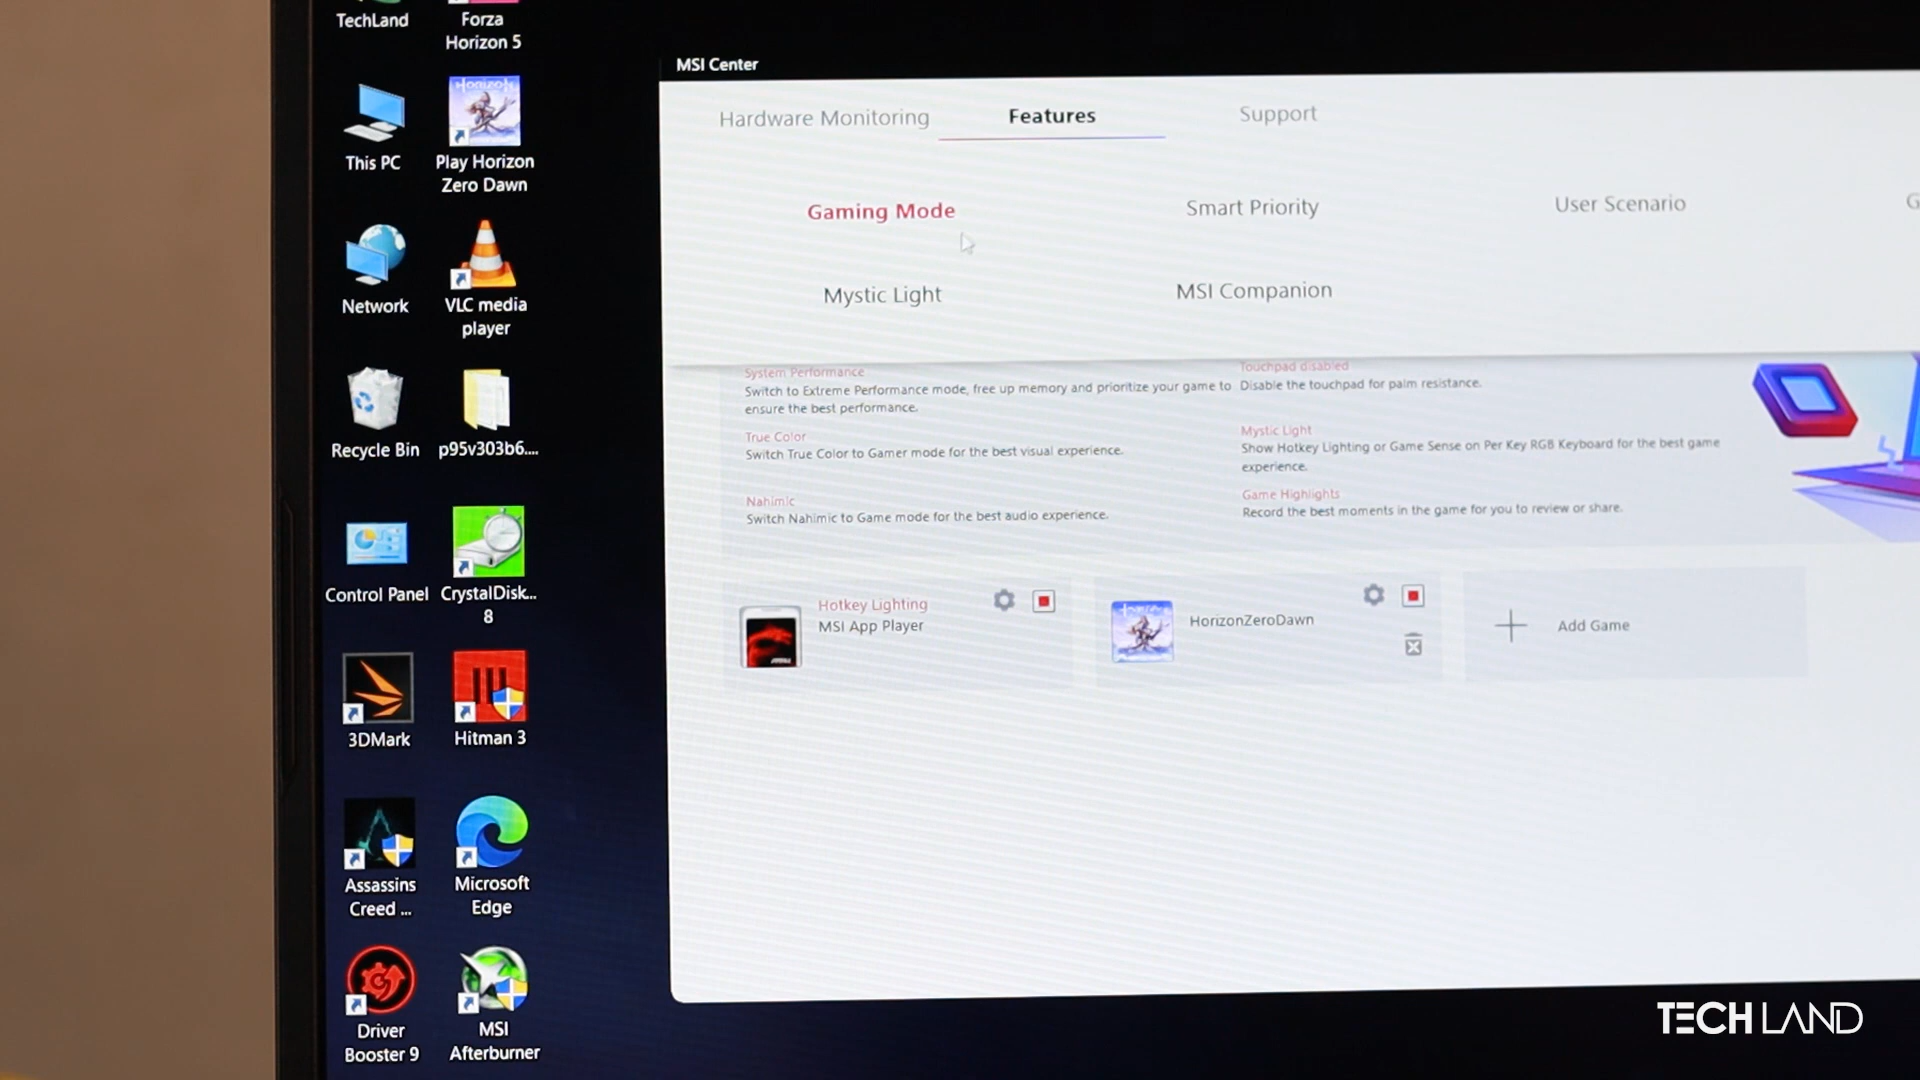 TechLand
Forza
Horizon 5
This PC
Play Horizon
Zero Dawn
Network
VLC media
player
Recycle Bin
p95v303b6....
Control Panel
CrystalDisk...
8
3DMark
Hitman 3
Assassins
Creed ...
Microsoft
Edge
Driver
Booster 9
MSI
Afterburner
MSI Center
Hardware Monitoring
Features
Support
Gaming Mode
Smart Priority
User Scenario
G
Mystic Light
MSI Companion
System Performance
Switch to Extreme Performance mode, free up memory and prioritize your game to
ensure the best performance.
True Color
Switch True Color to Gamer mode for the best visual experience.
Nahimic
Switch Nahimic to Game mode for the best audio experience.
Touchpad disabled
Disable the touchpad for palm resistance.
Mystic Light
Show Hotkey Lighting or Game Sense on Per Key RGB Keyboard for the best game
experience.
Game Highlights
Record the best moments in the game for you to review or share.
Hotkey Lighting
MSI App Player
HorizonZeroDawn
Add Game
TECHLAND